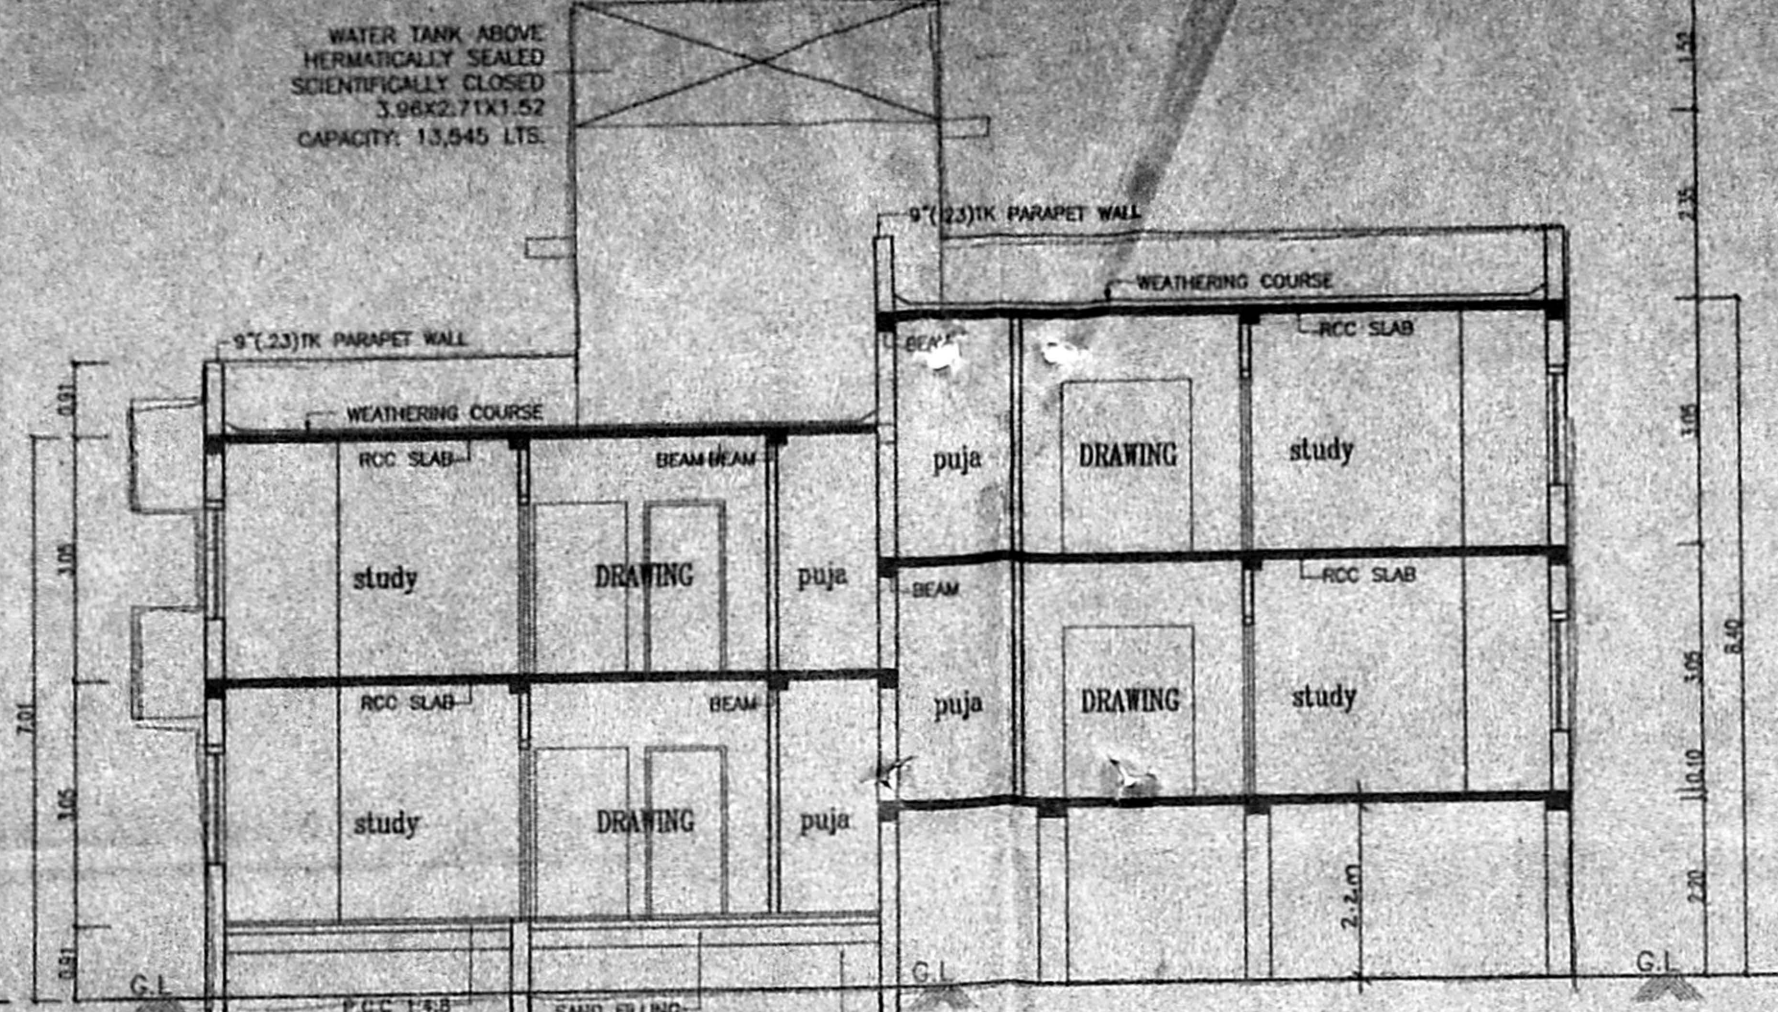 WATER TANK ABOVE
HERMATICALLY SEALED
SCIENTIFICALLY CLOSED
3.96X2.71X1.52
CAPACITY: 13,545 LTS.
1.52
2.35
9"(.23)TK PARAPET WALL
WEATHERING COURSE
RCC SLAB
BEAM
9"(.23)TK PARAPET WALL
WEATHERING COURSE
RCC SLAB
BEAM BEAM
0.91
3.05
puja
DRAWING
study
3.05
study
DRAWING
puja
BEAM
RCC SLAB
8.40
3.05
RCC SLAB
BEAM
puja
DRAWING
study
7.01
3.05
0.10
study
DRAWING
puja
2.2m
2.20
0.91
G.L
G.L
G.L
P.C.C 1:4:8
SAND FILLING